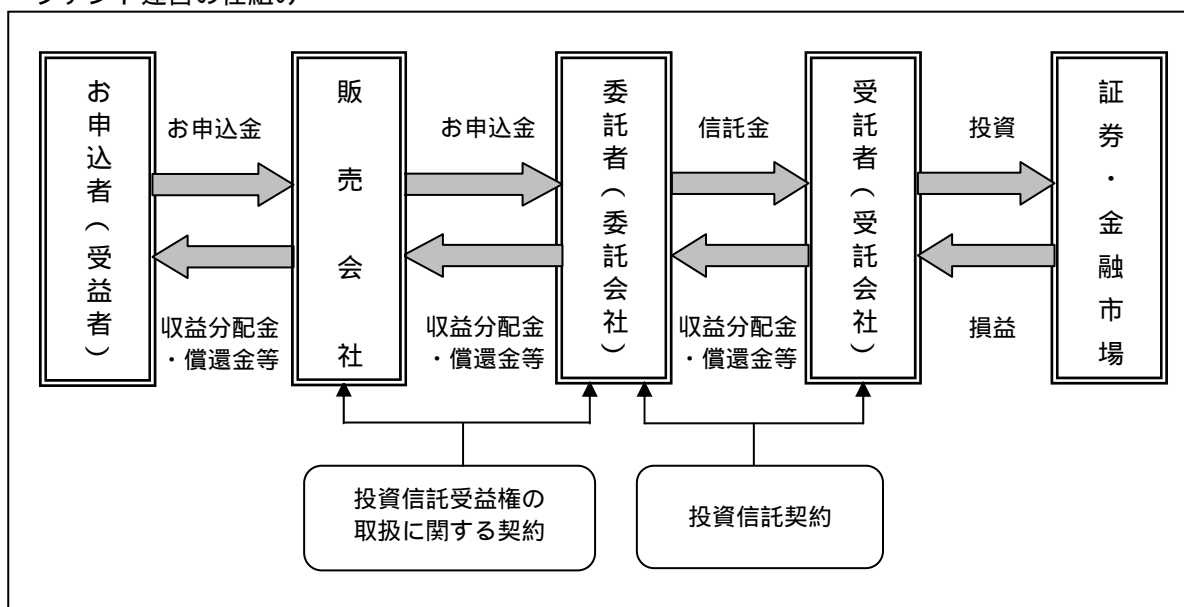 お申込者（受益者）
お申込金
収益分配金
・償還金等
販売会社
お申込金
収益分配金
・償還金等
委託者（委託会社）
信託金
収益分配金
・償還金等
受託者（受託会社）
投資
損益
証券・金融市場
投資信託受益権の
取扱に関する契約
投資信託契約